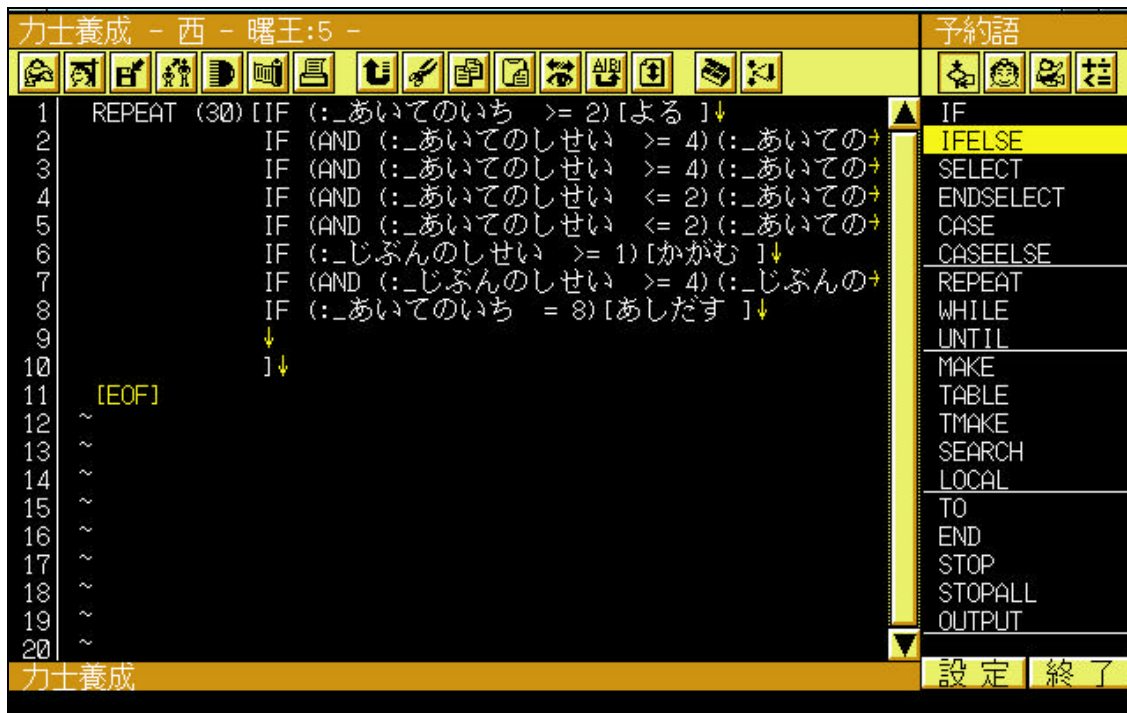 力士養成 - 西 - 曙王:5 -
予約語
1 REPEAT (30)[IF (:_あいてのいち >= 2)[よる ]↓
2 IF (AND (:_あいてのしせい >= 4)(:_あいての→
3 IF (AND (:_あいてのしせい >= 4)(:_あいての→
4 IF (AND (:_あいてのしせい <= 2)(:_あいての→
5 IF (AND (:_あいてのしせい <= 2)(:_あいての→
6 IF (:_じぶんのしせい >= 1)[かがむ ]↓
7 IF (AND (:_じぶんのしせい >= 4)(:_じぶんの→
8 IF (:_あいてのいち = 8)[あしだす ]↓
9 ↓
10 ]↓
11 [EOF]
12 ~
13 ~
14 ~
15 ~
16 ~
17 ~
18 ~
19 ~
20 ~
力士養成
IF
IFELSE
SELECT
ENDSELECT
CASE
CASEELSE
REPEAT
WHILE
UNTIL
MAKE
TABLE
TMAKE
SEARCH
LOCAL
TO
END
STOP
STOPALL
OUTPUT
設定 終了